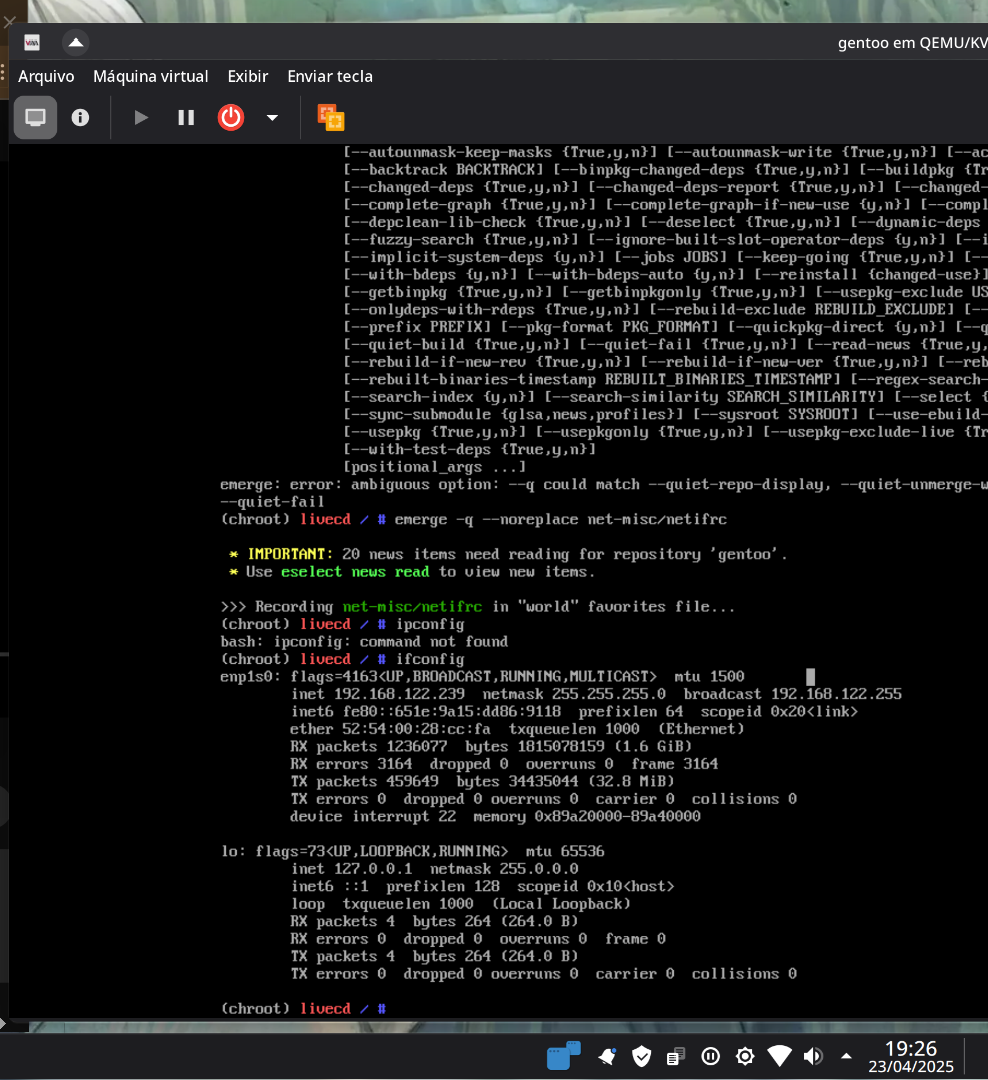 gentoo em QEMU/KV
Arquivo Máquina virtual Exibir Enviar tecla
[--autounmask-keep-masks {True,y,n}] [--autounmask-write {True,y,n}] [--ac
[--backtrack BACKTRACK] [--binpkg-changed-deps {True,y,n}] [--buildpkg {Tr
[--changed-deps {True,y,n}] [--changed-deps-report {True,y,n}] [--changed-
[--complete-graph {True,y,n}] [--complete-graph-if-new-use {y,n}] [--compl
[--depclean-lib-check {True,y,n}] [--deselect {True,y,n}] [--dynamic-deps
[--fuzzy-search {True,y,n}] [--ignore-built-slot-operator-deps {y,n}] [--i
[--implicit-system-deps {y,n}] [--jobs JOBS] [--keep-going {True,y,n}]
[--with-bdeps {y,n}] [--with-bdeps-auto {y,n}] [--reinstall {changed-use}]
[--getbinpkg {True,y,n}] [--getbinpkgonly {True,y,n}] [--usepkg-exclude US
[--onlydeps-with-rdeps {True,y,n}] [--rebuild-exclude REBUILD_EXCLUDE] [--
[--prefix PREFIX] [--pkg-format PKG_FORMAT] [--quickpkg-direct {y,n}] [--q
[--quiet-build {True,y,n}] [--quiet-fail {True,y,n}] [--read-news {True,y,
[--rebuild-if-new-rev {True,y,n}] [--rebuild-if-new-ver {True,y,n}] [--reb
[--rebuilt-binaries-timestamp REBUILT_BINARIES_TIMESTAMP] [--regex-search-
[--search-index {y,n}] [--search-similarity SEARCH_SIMILARITY] [--select {
[--sync-submodule {glsa,news,profiles}] [--sysroot SYSROOT] [--use-ebuild-
[--usepkg {True,y,n}] [--usepkgonly {True,y,n}] [--usepkg-exclude-live {Tr
[--with-test-deps {True,y,n}]
[positional_args ...]
emerge: error: ambiguous option: --q could match --quiet-repo-display, --quiet-unmerge-w
--quiet-fail
(chroot) livecd / # emerge -q --noreplace net-misc/netifrc
* IMPORTANT: 20 news items need reading for repository 'gentoo'.
* Use eselect news read to view new items.
>>> Recording net-misc/netifrc in "world" favorites file...
(chroot) livecd / # ipconfig
bash: ipconfig: command not found
(chroot) livecd / # ifconfig
enp1s0: flags=4163<UP,BROADCAST,RUNNING,MULTICAST> mtu 1500
inet 192.168.122.239 netmask 255.255.255.0 broadcast 192.168.122.255
inet6 fe80::651e:9a15:dd86:9118 prefixlen 64 scopeid 0x20<link>
ether 52:54:00:28:cc:fa txqueuelen 1000 (Ethernet)
RX packets 1236077 bytes 1815078159 (1.6 GiB)
RX errors 3164 dropped 0 overruns 0 frame 3164
TX packets 459649 bytes 34435044 (32.8 MiB)
TX errors 0 dropped 0 overruns 0 carrier 0 collisions 0
device interrupt 22 memory 0x89a20000-89a40000
lo: flags=73<UP,LOOPBACK,RUNNING> mtu 65536
inet 127.0.0.1 netmask 255.0.0.0
inet6 ::1 prefixlen 128 scopeid 0x10<host>
loop txqueuelen 1000 (Local Loopback)
RX packets 4 bytes 264 (264.0 B)
RX errors 0 dropped 0 overruns 0 frame 0
TX packets 4 bytes 264 (264.0 B)
TX errors 0 dropped 0 overruns 0 carrier 0 collisions 0
(chroot) livecd / #
19:26
23/04/2025